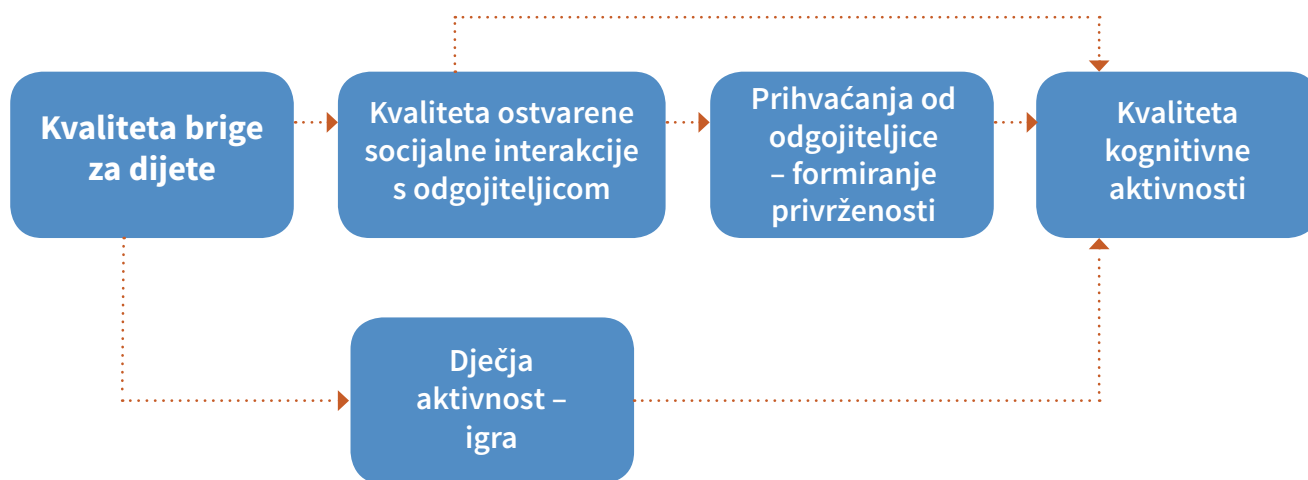 Kvaliteta brige
za dijete
Kvaliteta ostvarene
socijalne interakcije
s odgojiteljicom
Prihvaćanja od
odgojiteljice
– formiranje
privrženosti
Kvaliteta
kognitivne
aktivnosti
Dječja
aktivnost –
igra